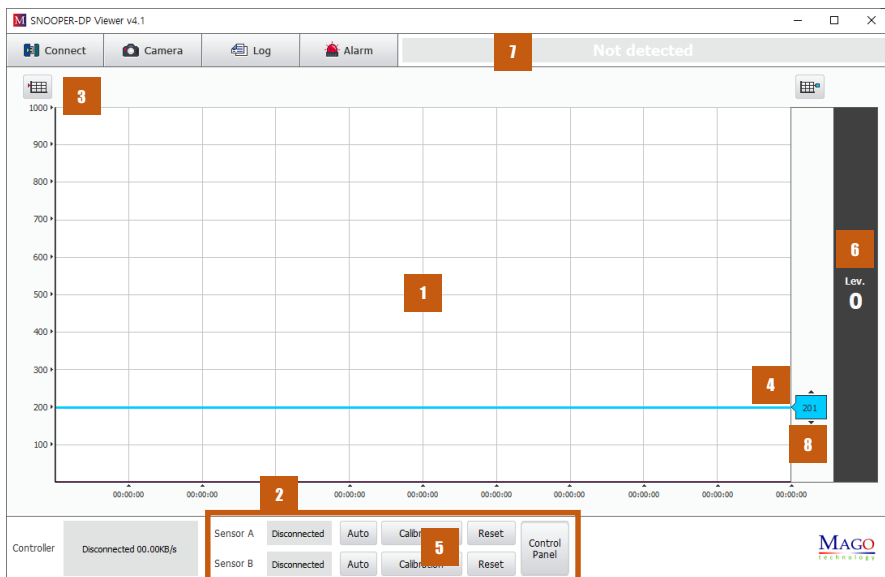 M SNOOPER-DP Viewer v4.1
Connect Camera Log Alarm 7 Not detected
3
1000
900
800
700
600
6
500
1
Lev.
0
400
300
4
200
201
8
100
00:00:00 00:00:00 2 00:00:00 00:00:00 00:00:00 00:00:00 00:00:00 00:00:00 00:00:00
Sensor A Disconnected Auto Reset
Controller Disconnected 00.00KB/s 5 Control Panel MAGO
technology
Sensor B Disconnected Auto Calibration Reset